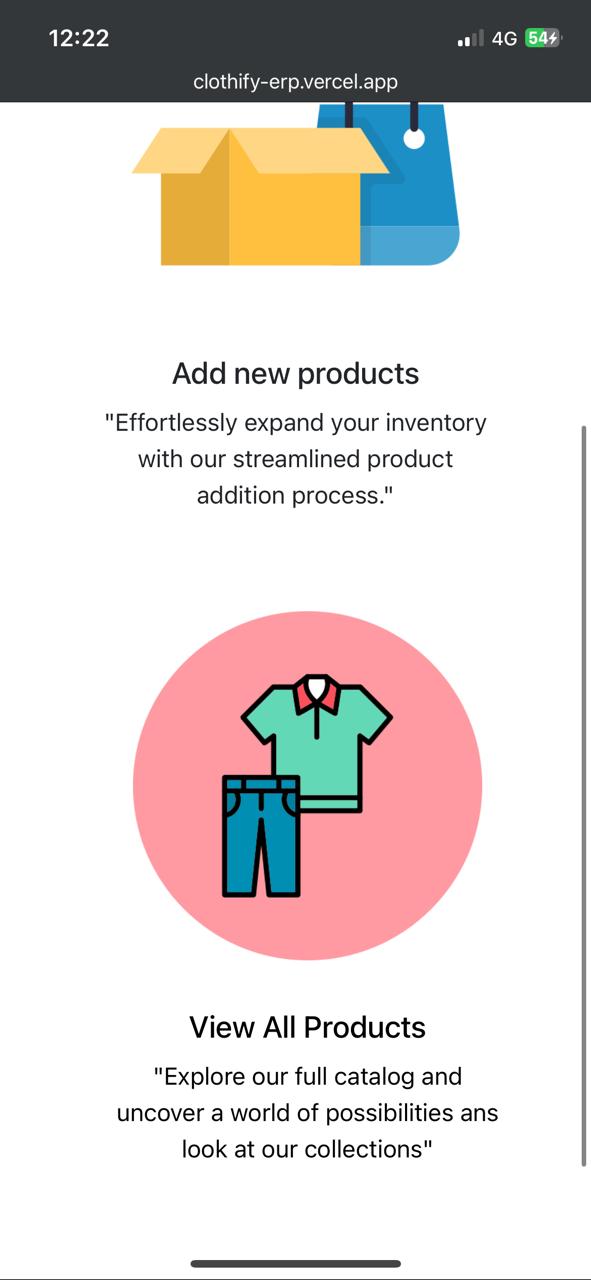 12:22
4G
54
clothify-erp.vercel.app
Add new products
"Effortlessly expand your inventory
with our streamlined product
addition process."
View All Products
"Explore our full catalog and
uncover a world of possibilities ans
look at our collections"